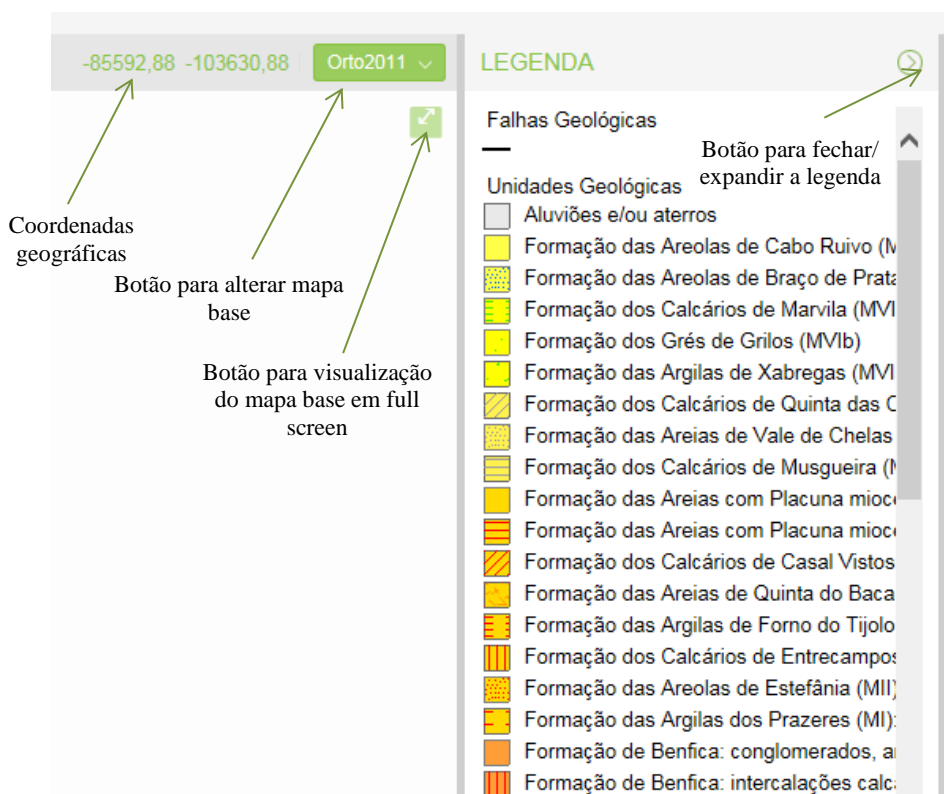 -85592,88 -103630,88
Orto2011
LEGENDA
Falhas Geológicas
Botão para fechar/
expandir a legenda
Unidades Geológicas
Aluviões e/ou aterros
Formação das Areolas de Cabo Ruivo (M
Formação das Areolas de Braço de Prata
Formação dos Calcários de Marvila (MVI
Formação dos Grés de Grilos (MVIb)
Formação das Argilas de Xabregas (MVI
Formação dos Calcários de Quinta das C
Formação das Areias de Vale de Chelas
Formação dos Calcários de Musgueira (M
Formação das Areias com Placuna mioce
Formação das Areias com Placuna mioce
Formação dos Calcários de Casal Vistos
Formação das Areias de Quinta do Baca
Formação das Argilas de Forno do Tijolo
Formação dos Calcários de Entrecampos
Formação das Areolas de Estefânia (MII)
Formação das Argilas dos Prazeres (MI):
Formação de Benfica: conglomerados, a
Formação de Benfica: intercalações calc
Coordenadas
geográficas
Botão para alterar mapa
base
Botão para visualização
do mapa base em full
screen